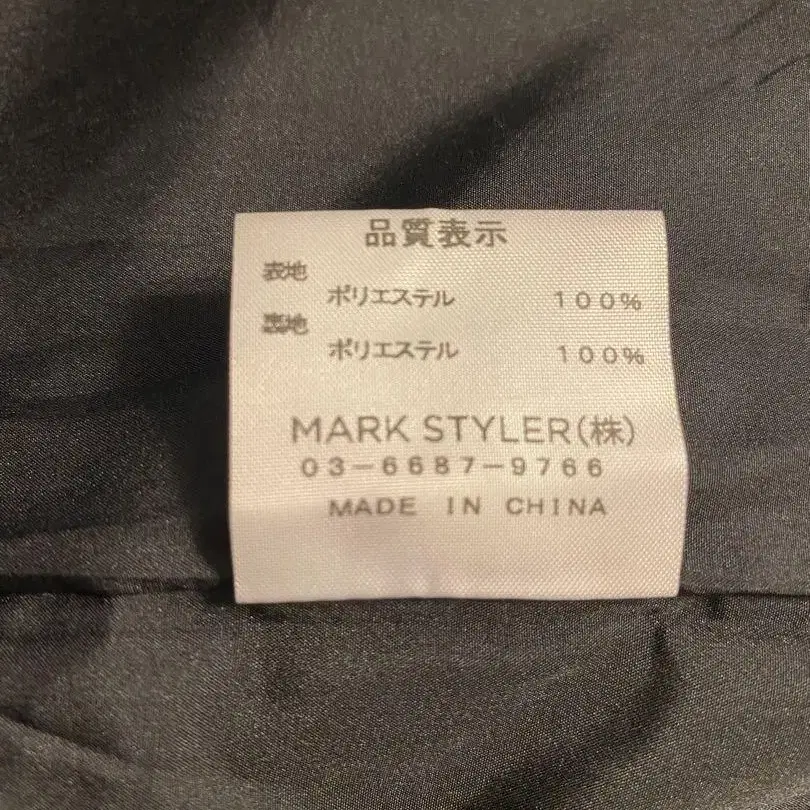 品質表示
表地
ポリエステル 100%
裏地
ポリエステル 100%
MARK STYLER(株)
03-6687-9766
MADE IN CHINA